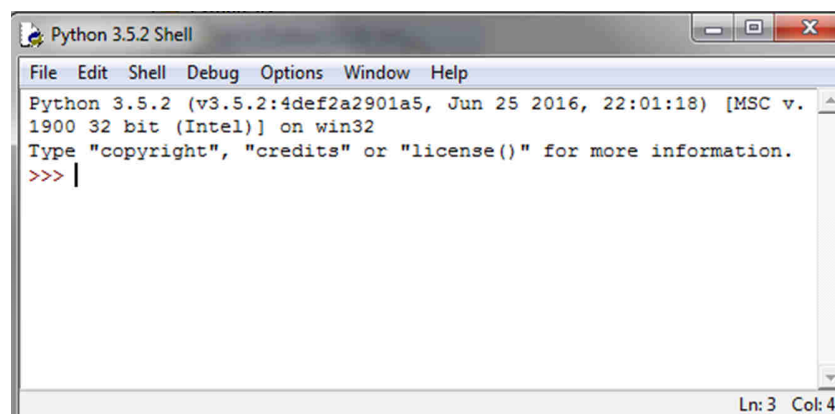 Python 3.5.2 Shell
File Edit Shell Debug Options Window Help
Python 3.5.2 (v3.5.2:4def2a2901a5, Jun 25 2016, 22:01:18) [MSC v.
1900 32 bit (Intel)] on win32
Type "copyright", "credits" or "license()" for more information.
>>>
Ln: 3 Col: 4